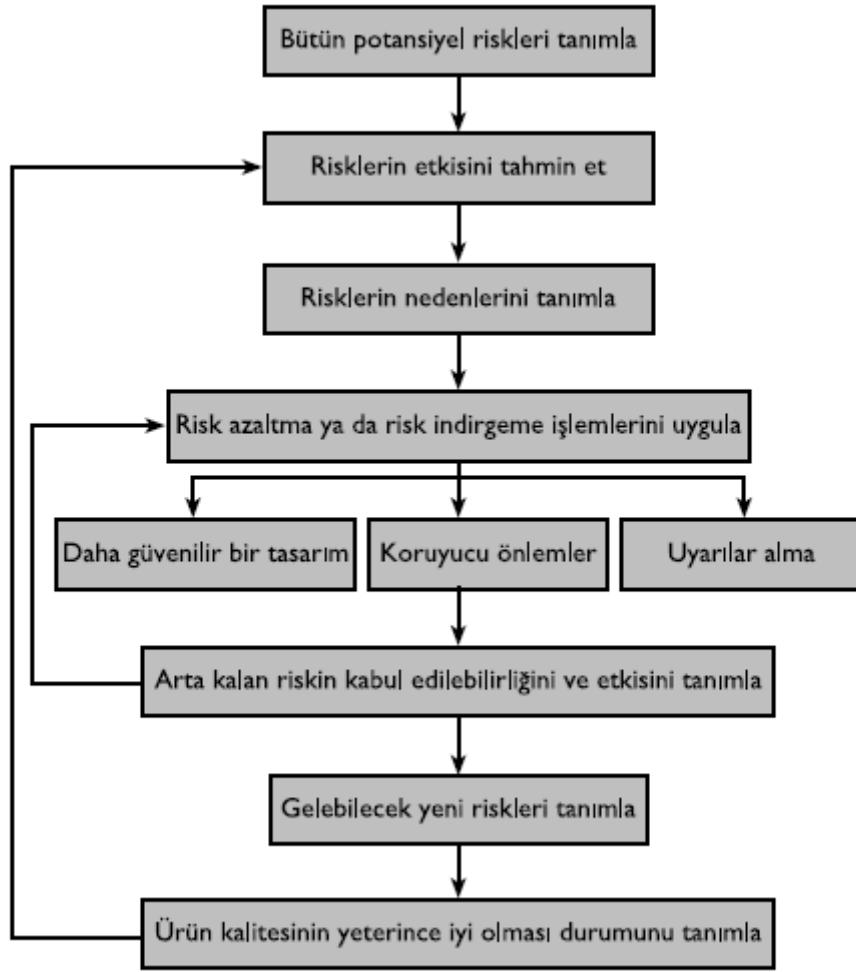 Bütün potansiyel riskleri tanımla
Risklerin etkisini tahmin et
Risklerin nedenlerini tanımla
Risk azaltma ya da risk indirgeme işlemlerini uygula
Daha güvenilir bir tasarım
Koruyucu önlemler
Uyarılar alma
Arta kalan riskin kabul edilebilirliğini ve etkisini tanımla
Gelebilecek yeni riskleri tanımla
Ürün kalitesinin yeterince iyi olması durumunu tanımla